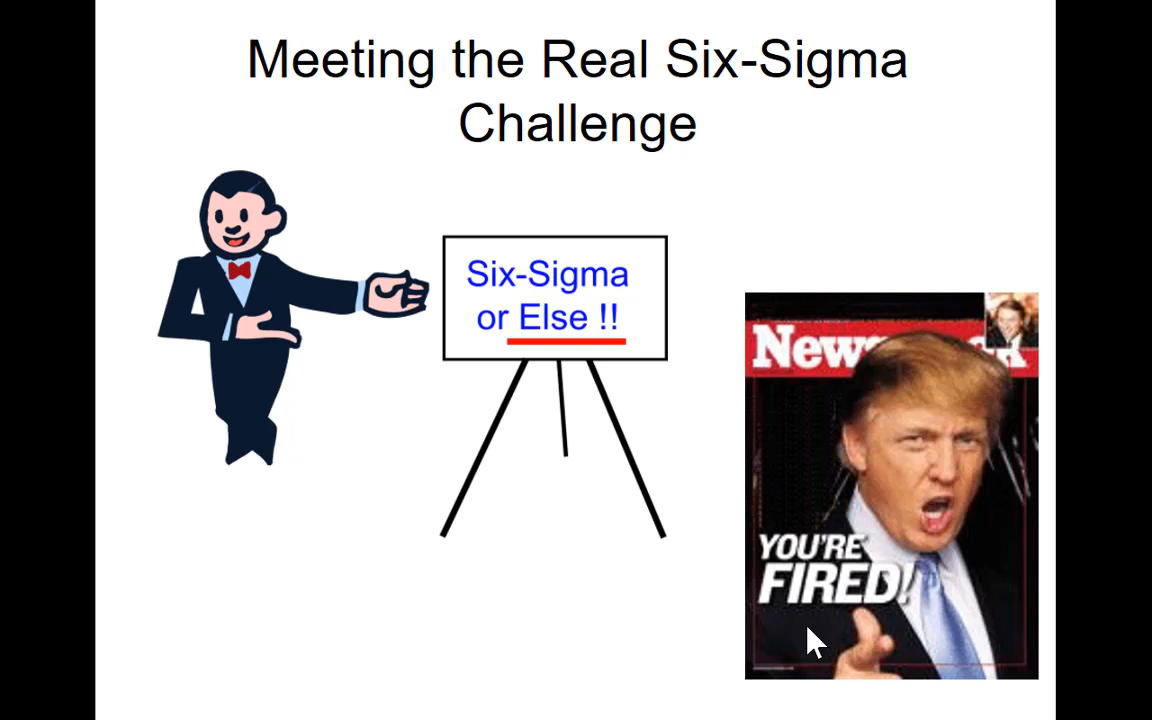 Meeting the Real Six-Sigma
Challenge
Six-Sigma
or Else !!
YOU'RE
FIRED!